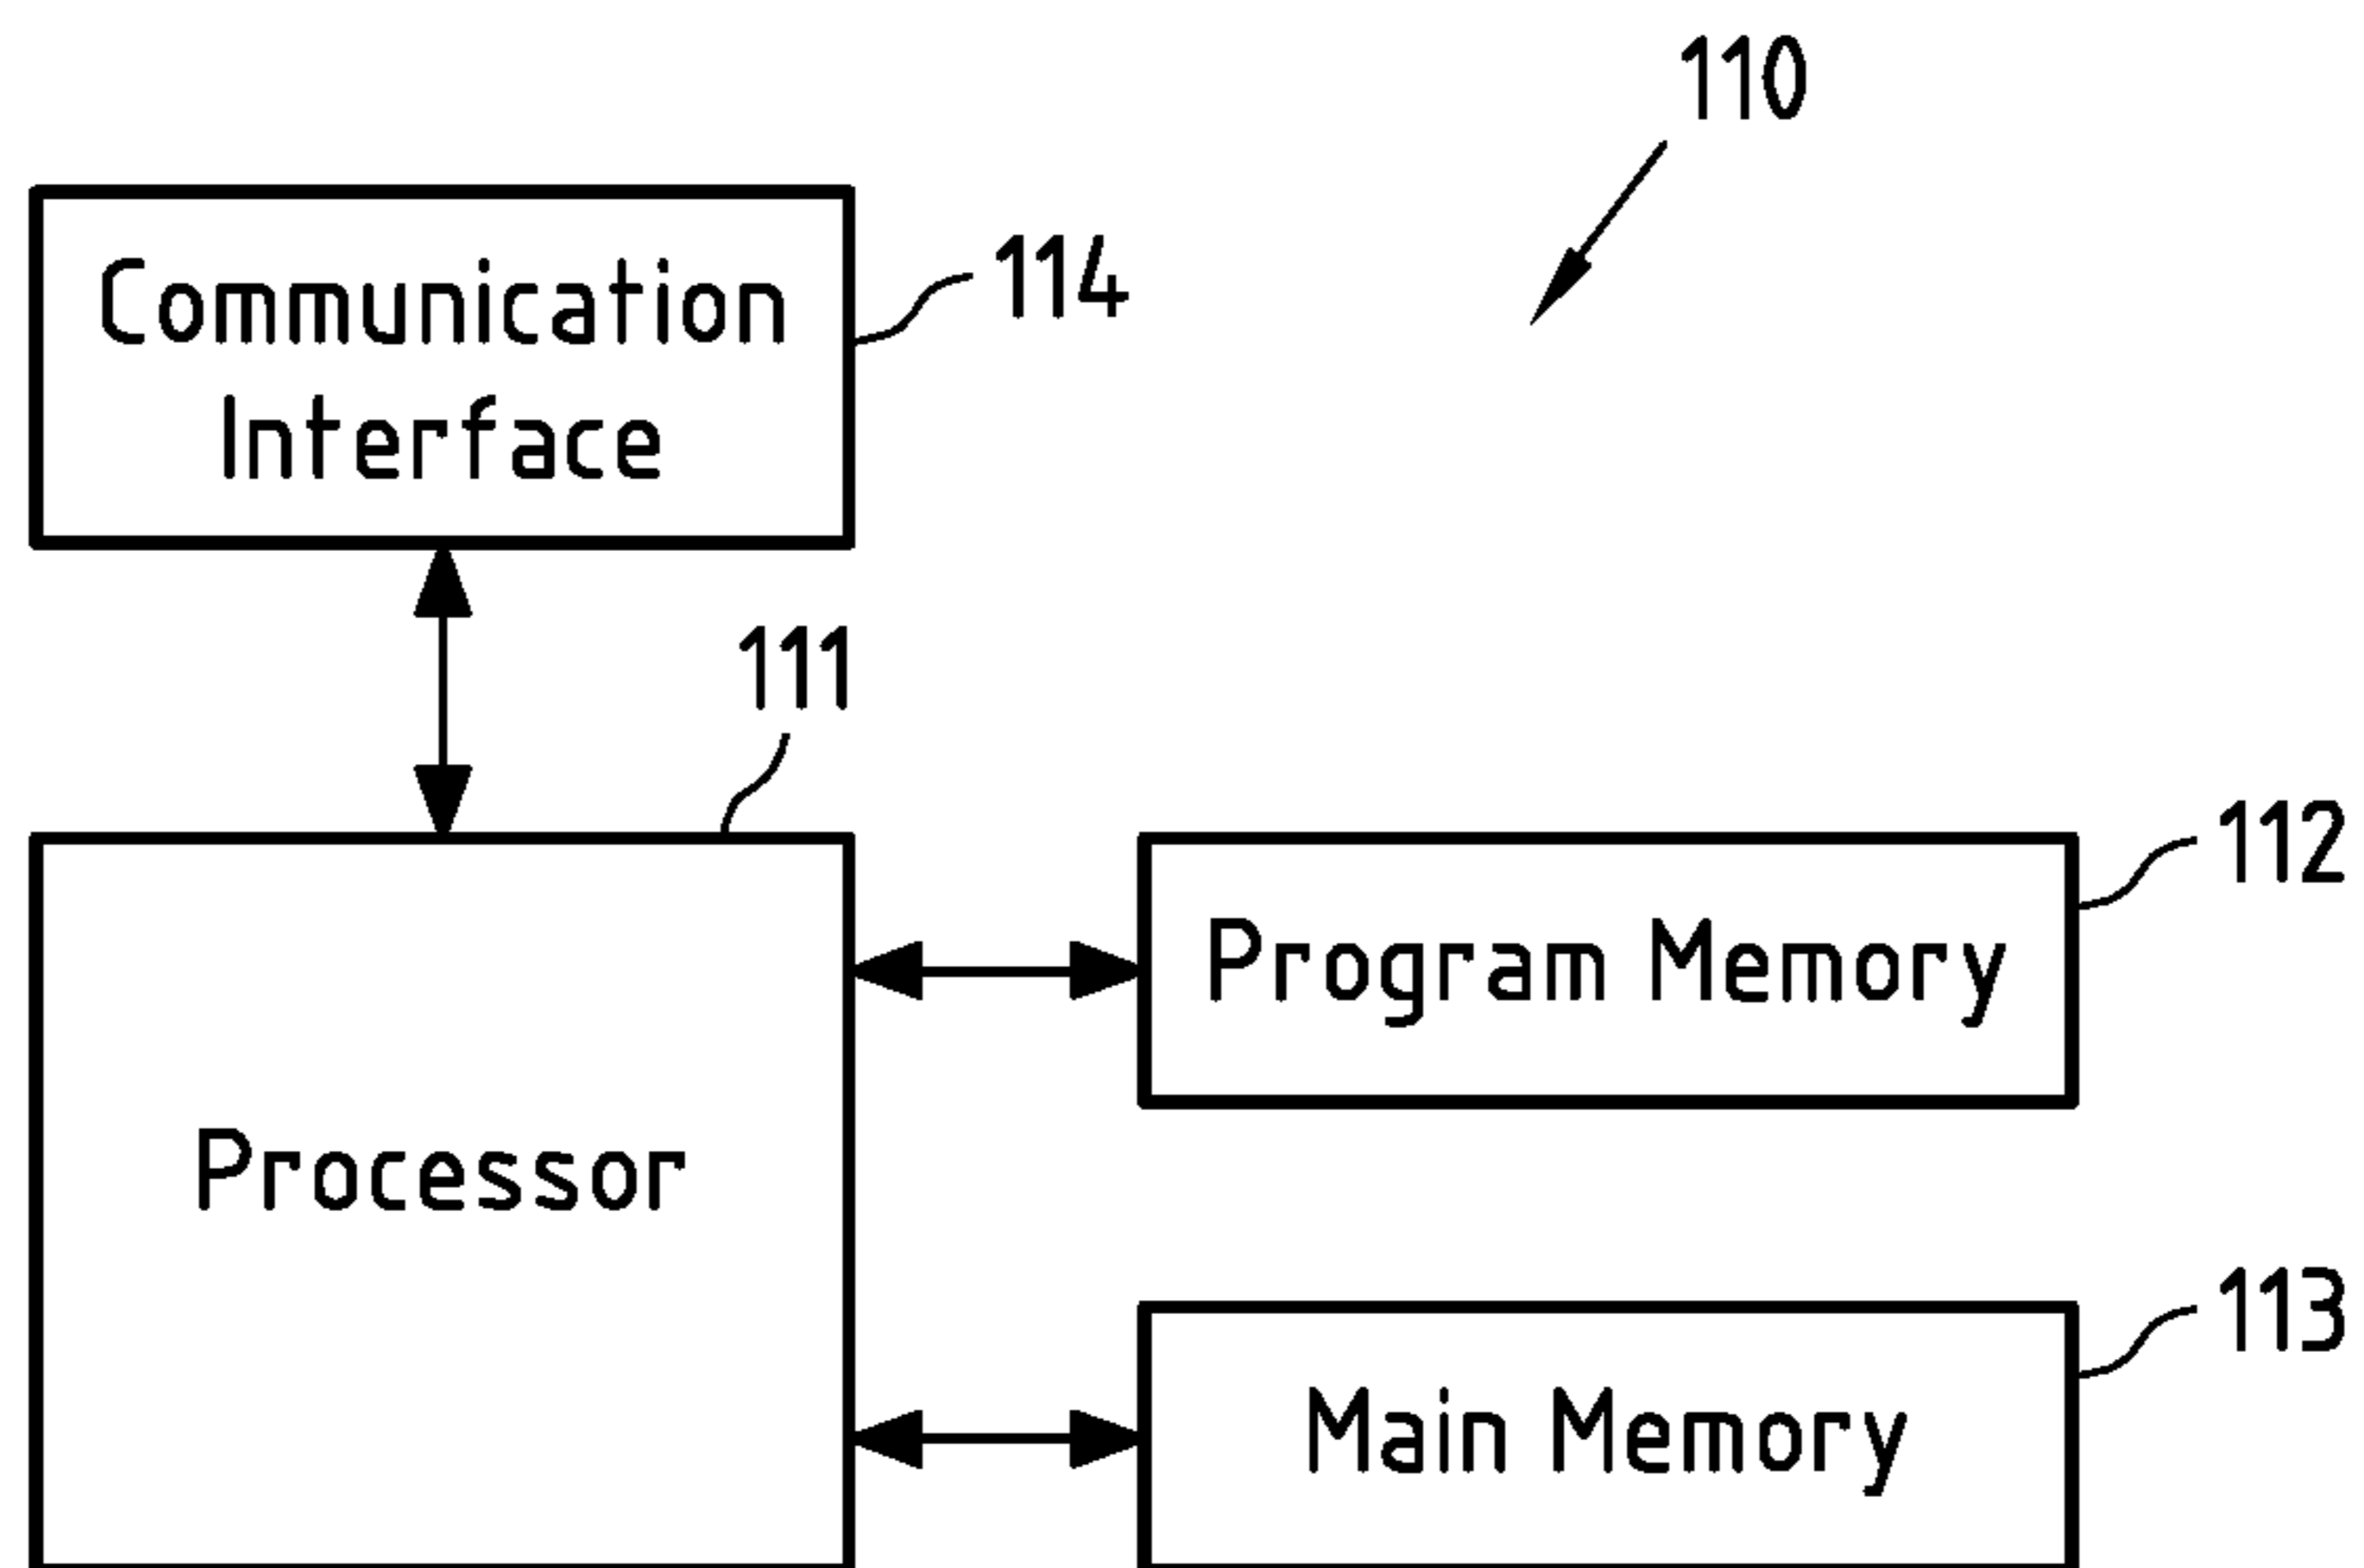 110
Communication
Interface
114
111
Program Memory
112
Processor
Main Memory
113